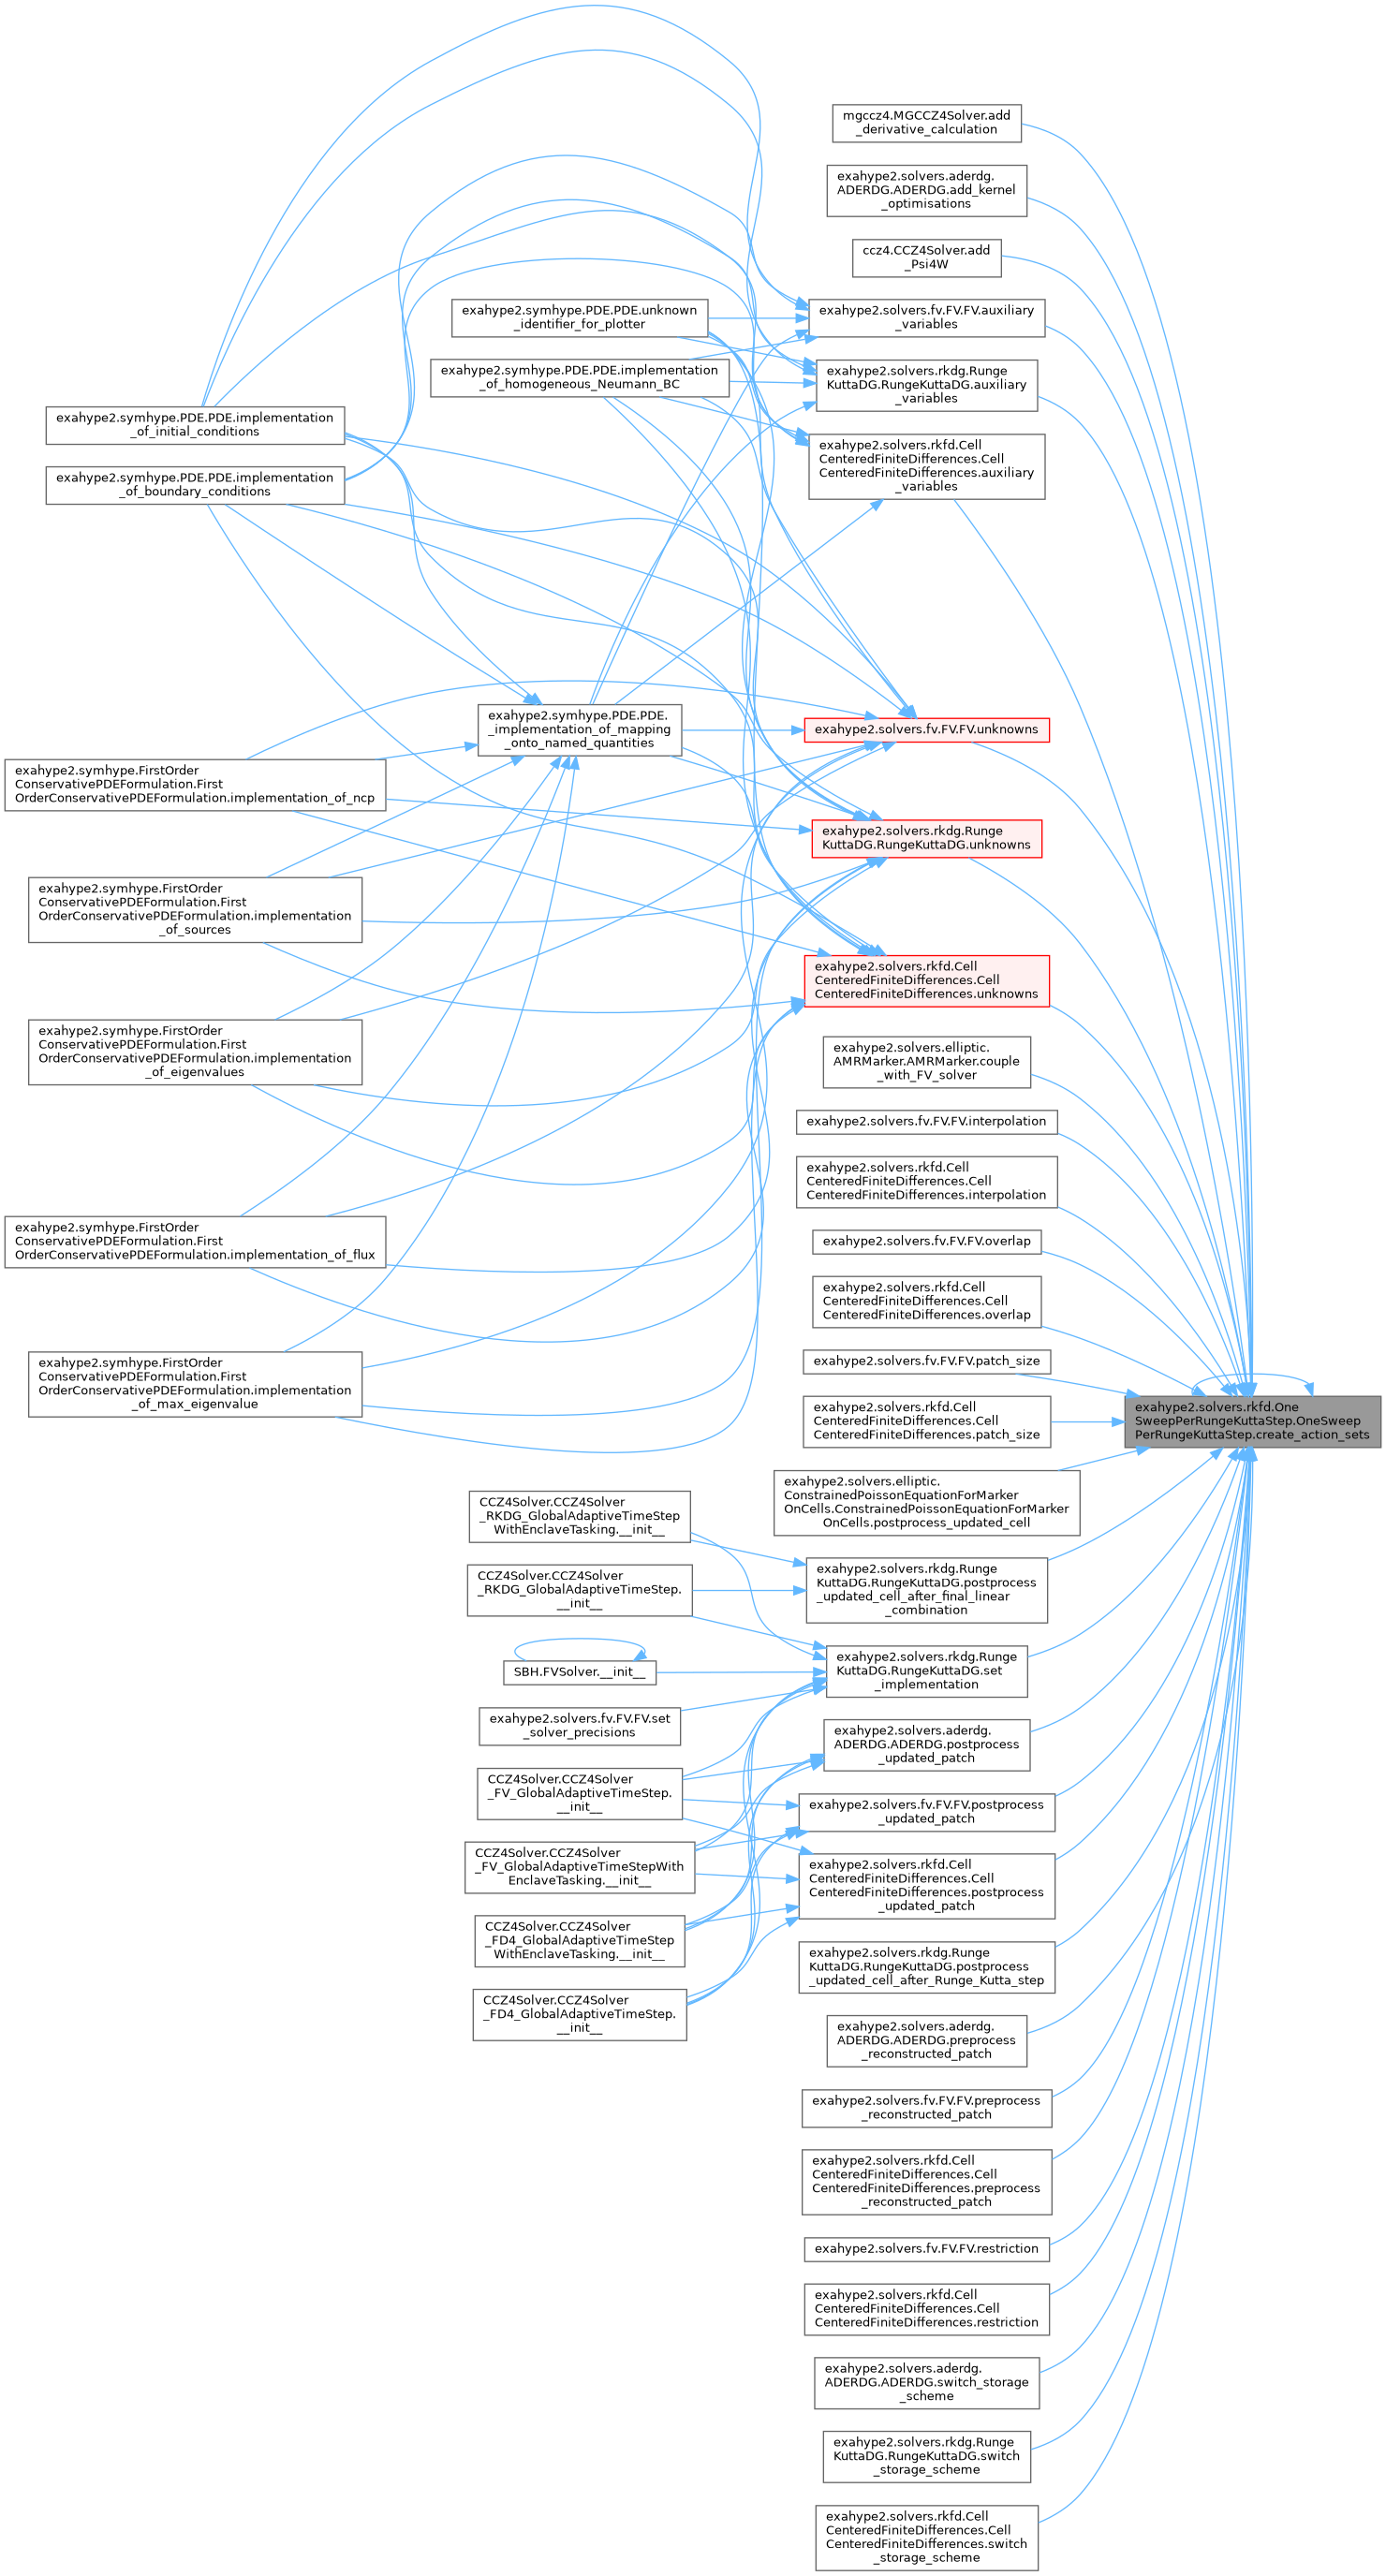 mgccz4.MGCCZ4Solver.add
_derivative_calculation
exahype2.solvers.aderdg.
ADERDG.ADERDG.add_kernel
_optimisations
ccz4.CCZ4Solver.add
_Psi4W
exahype2.symhype.PDE.PDE.unknown
_identifier_for_plotter
exahype2.solvers.fv.FV.FV.auxiliary
_variables
exahype2.symhype.PDE.PDE.implementation
_of_homogeneous_Neumann_BC
exahype2.solvers.rkdg.Runge
KuttaDG.RungeKuttaDG.auxiliary
_variables
exahype2.symhype.PDE.PDE.implementation
_of_initial_conditions
exahype2.solvers.rkfd.Cell
CenteredFiniteDifferences.Cell
CenteredFiniteDifferences.auxiliary
_variables
exahype2.symhype.PDE.PDE.implementation
_of_boundary_conditions
exahype2.symhype.PDE.PDE.
_implementation_of_mapping
_onto_named_quantities
exahype2.solvers.fv.FV.FV.unknowns
exahype2.symhype.FirstOrder
ConservativePDEFormulation.First
OrderConservativePDEFormulation.implementation_of_ncp
exahype2.solvers.rkdg.Runge
KuttaDG.RungeKuttaDG.unknowns
exahype2.symhype.FirstOrder
ConservativePDEFormulation.First
OrderConservativePDEFormulation.implementation
_of_sources
exahype2.solvers.rkfd.Cell
CenteredFiniteDifferences.Cell
CenteredFiniteDifferences.unknowns
exahype2.symhype.FirstOrder
ConservativePDEFormulation.First
OrderConservativePDEFormulation.implementation
_of_eigenvalues
exahype2.solvers.elliptic.
AMRMarker.AMRMarker.couple
_with_FV_solver
exahype2.solvers.fv.FV.FV.interpolation
exahype2.solvers.rkfd.Cell
CenteredFiniteDifferences.Cell
CenteredFiniteDifferences.interpolation
exahype2.symhype.FirstOrder
ConservativePDEFormulation.First
OrderConservativePDEFormulation.implementation_of_flux
exahype2.solvers.fv.FV.FV.overlap
exahype2.solvers.rkfd.Cell
CenteredFiniteDifferences.Cell
CenteredFiniteDifferences.overlap
exahype2.symhype.FirstOrder
ConservativePDEFormulation.First
OrderConservativePDEFormulation.implementation
_of_max_eigenvalue
exahype2.solvers.fv.FV.FV.patch_size
exahype2.solvers.rkfd.Cell
CenteredFiniteDifferences.Cell
CenteredFiniteDifferences.patch_size
exahype2.solvers.rkfd.One
SweepPerRungeKuttaStep.OneSweep
PerRungeKuttaStep.create_action_sets
exahype2.solvers.elliptic.
ConstrainedPoissonEquationForMarker
OnCells.ConstrainedPoissonEquationForMarker
OnCells.postprocess_updated_cell
CCZ4Solver.CCZ4Solver
_RKDG_GlobalAdaptiveTimeStep
WithEnclaveTasking.__init__
exahype2.solvers.rkdg.Runge
KuttaDG.RungeKuttaDG.postprocess
_updated_cell_after_final_linear
_combination
CCZ4Solver.CCZ4Solver
_RKDG_GlobalAdaptiveTimeStep.
__init__
SBH.FVSolver.__init__
exahype2.solvers.rkdg.Runge
KuttaDG.RungeKuttaDG.set
_implementation
exahype2.solvers.fv.FV.FV.set
_solver_precisions
exahype2.solvers.aderdg.
ADERDG.ADERDG.postprocess
_updated_patch
CCZ4Solver.CCZ4Solver
_FV_GlobalAdaptiveTimeStep.
__init__
exahype2.solvers.fv.FV.FV.postprocess
_updated_patch
CCZ4Solver.CCZ4Solver
_FV_GlobalAdaptiveTimeStepWith
EnclaveTasking.__init__
exahype2.solvers.rkfd.Cell
CenteredFiniteDifferences.Cell
CenteredFiniteDifferences.postprocess
_updated_patch
CCZ4Solver.CCZ4Solver
_FD4_GlobalAdaptiveTimeStep
WithEnclaveTasking.__init__
exahype2.solvers.rkdg.Runge
KuttaDG.RungeKuttaDG.postprocess
_updated_cell_after_Runge_Kutta_step
CCZ4Solver.CCZ4Solver
_FD4_GlobalAdaptiveTimeStep.
__init__
exahype2.solvers.aderdg.
ADERDG.ADERDG.preprocess
_reconstructed_patch
exahype2.solvers.fv.FV.FV.preprocess
_reconstructed_patch
exahype2.solvers.rkfd.Cell
CenteredFiniteDifferences.Cell
CenteredFiniteDifferences.preprocess
_reconstructed_patch
exahype2.solvers.fv.FV.FV.restriction
exahype2.solvers.rkfd.Cell
CenteredFiniteDifferences.Cell
CenteredFiniteDifferences.restriction
exahype2.solvers.aderdg.
ADERDG.ADERDG.switch_storage
_scheme
exahype2.solvers.rkdg.Runge
KuttaDG.RungeKuttaDG.switch
_storage_scheme
exahype2.solvers.rkfd.Cell
CenteredFiniteDifferences.Cell
CenteredFiniteDifferences.switch
_storage_scheme